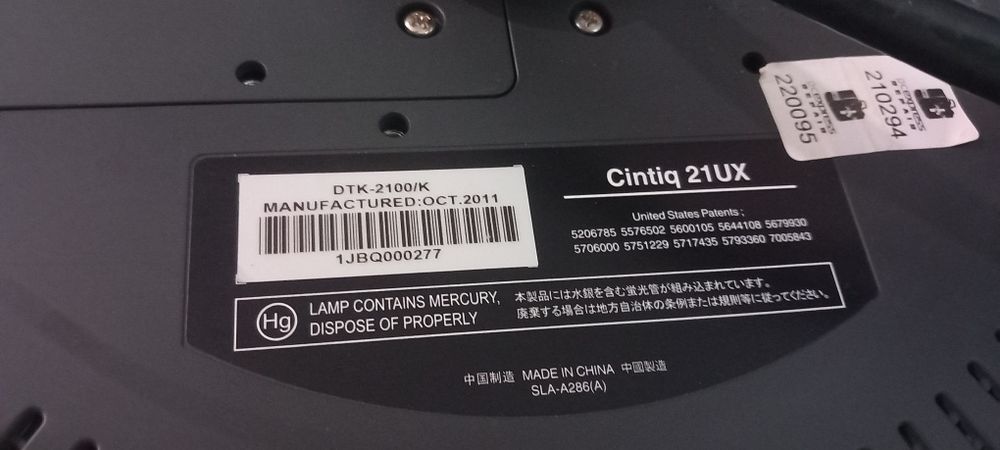 DTK-2100/K
MANUFACTURED:OCT.2011
1JBQ000277
Cintiq 21UX
United States Patents ;
5206785 5576502 5600105 5644108 5679930
5706000 5751229 5717435 5793360 7005843
Hg
LAMP CONTAINS MERCURY,
DISPOSE OF PROPERLY
本製品には水銀を含む蛍光管が組み込まれています。
廃棄する場合は地方自治体の条例または規則等に従ってください。
中国制造 MADE IN CHINA 中國製造
SLA-A286(A)
220095
210294